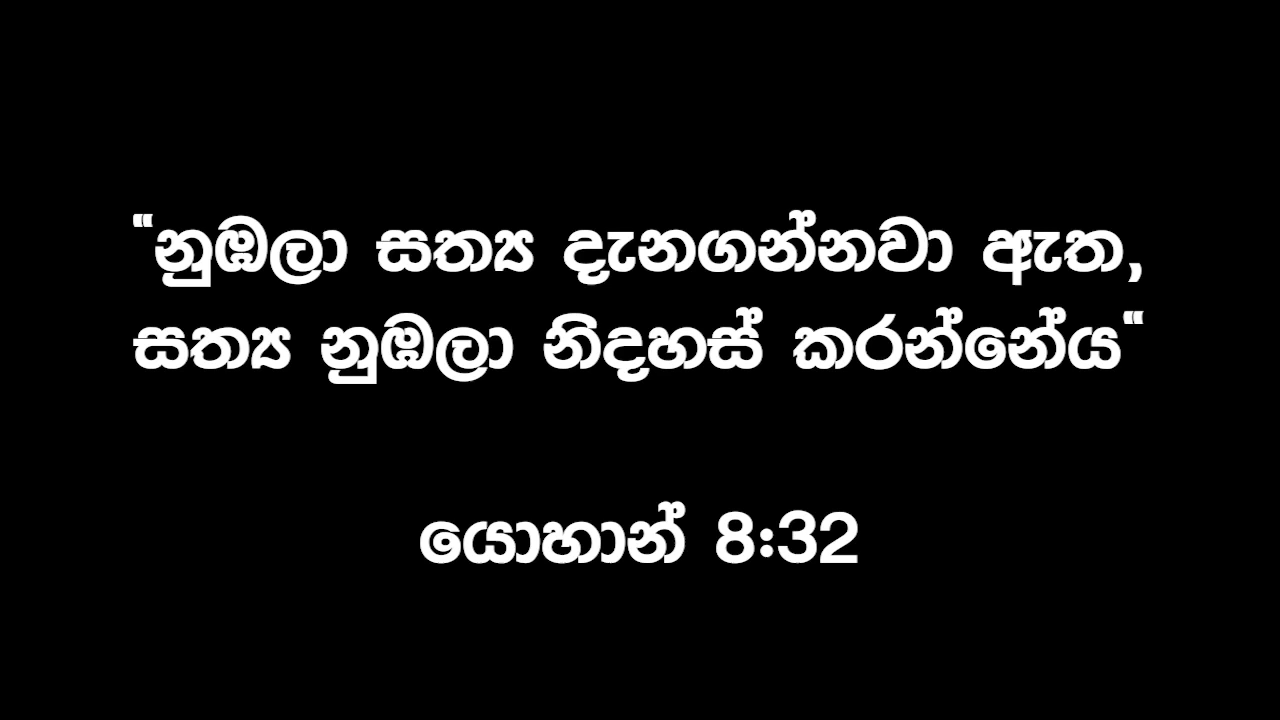 “නුඹලා සත්‍ය දැනගන්නවා ඇත,
සත්‍ය නුඹලා නිදහස් කරන්නේය“
යොහාන් 8:32